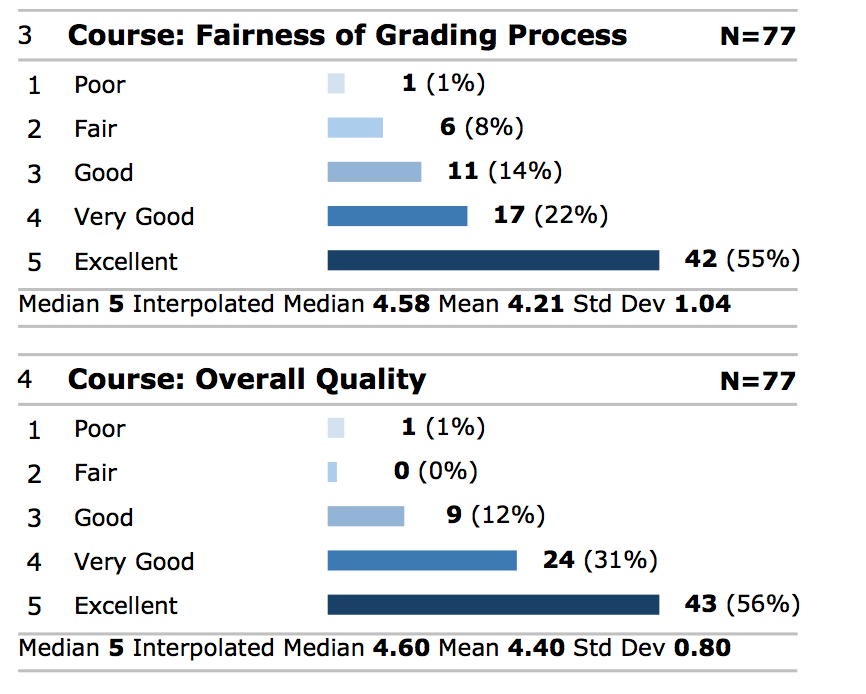 3 Course: Fairness of Grading Process N=77
1 Poor 1 (1%)
2 Fair 6 (8%)
3 Good 11 (14%)
4 Very Good 17 (22%)
5 Excellent 42 (55%)
Median 5 Interpolated Median 4.58 Mean 4.21 Std Dev 1.04
4 Course: Overall Quality N=77
1 Poor 1 (1%)
2 Fair 0 (0%)
3 Good 9 (12%)
4 Very Good 24 (31%)
5 Excellent 43 (56%)
Median 5 Interpolated Median 4.60 Mean 4.40 Std Dev 0.80